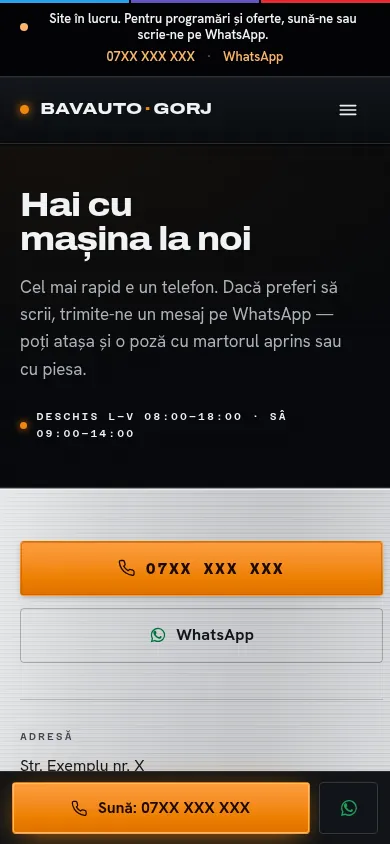 Site în lucru. Pentru programări și oferte, sună-ne sau
scrie-ne pe WhatsApp.
07XX XXX XXX · WhatsApp
BAVAUTO·GORJ
Hai cu
mașina la noi
Cel mai rapid e un telefon. Dacă preferi să
scrii, trimite-ne un mesaj pe WhatsApp —
poți atașa și o poză cu martorul aprins sau
cu piesa.
DESCHIS L–V 08:00–18:00 · SÂ
09:00–14:00
07XX XXX XXX
WhatsApp
ADRESĂ
Str. Exemplu nr. X
Sună: 07XX XXX XXX